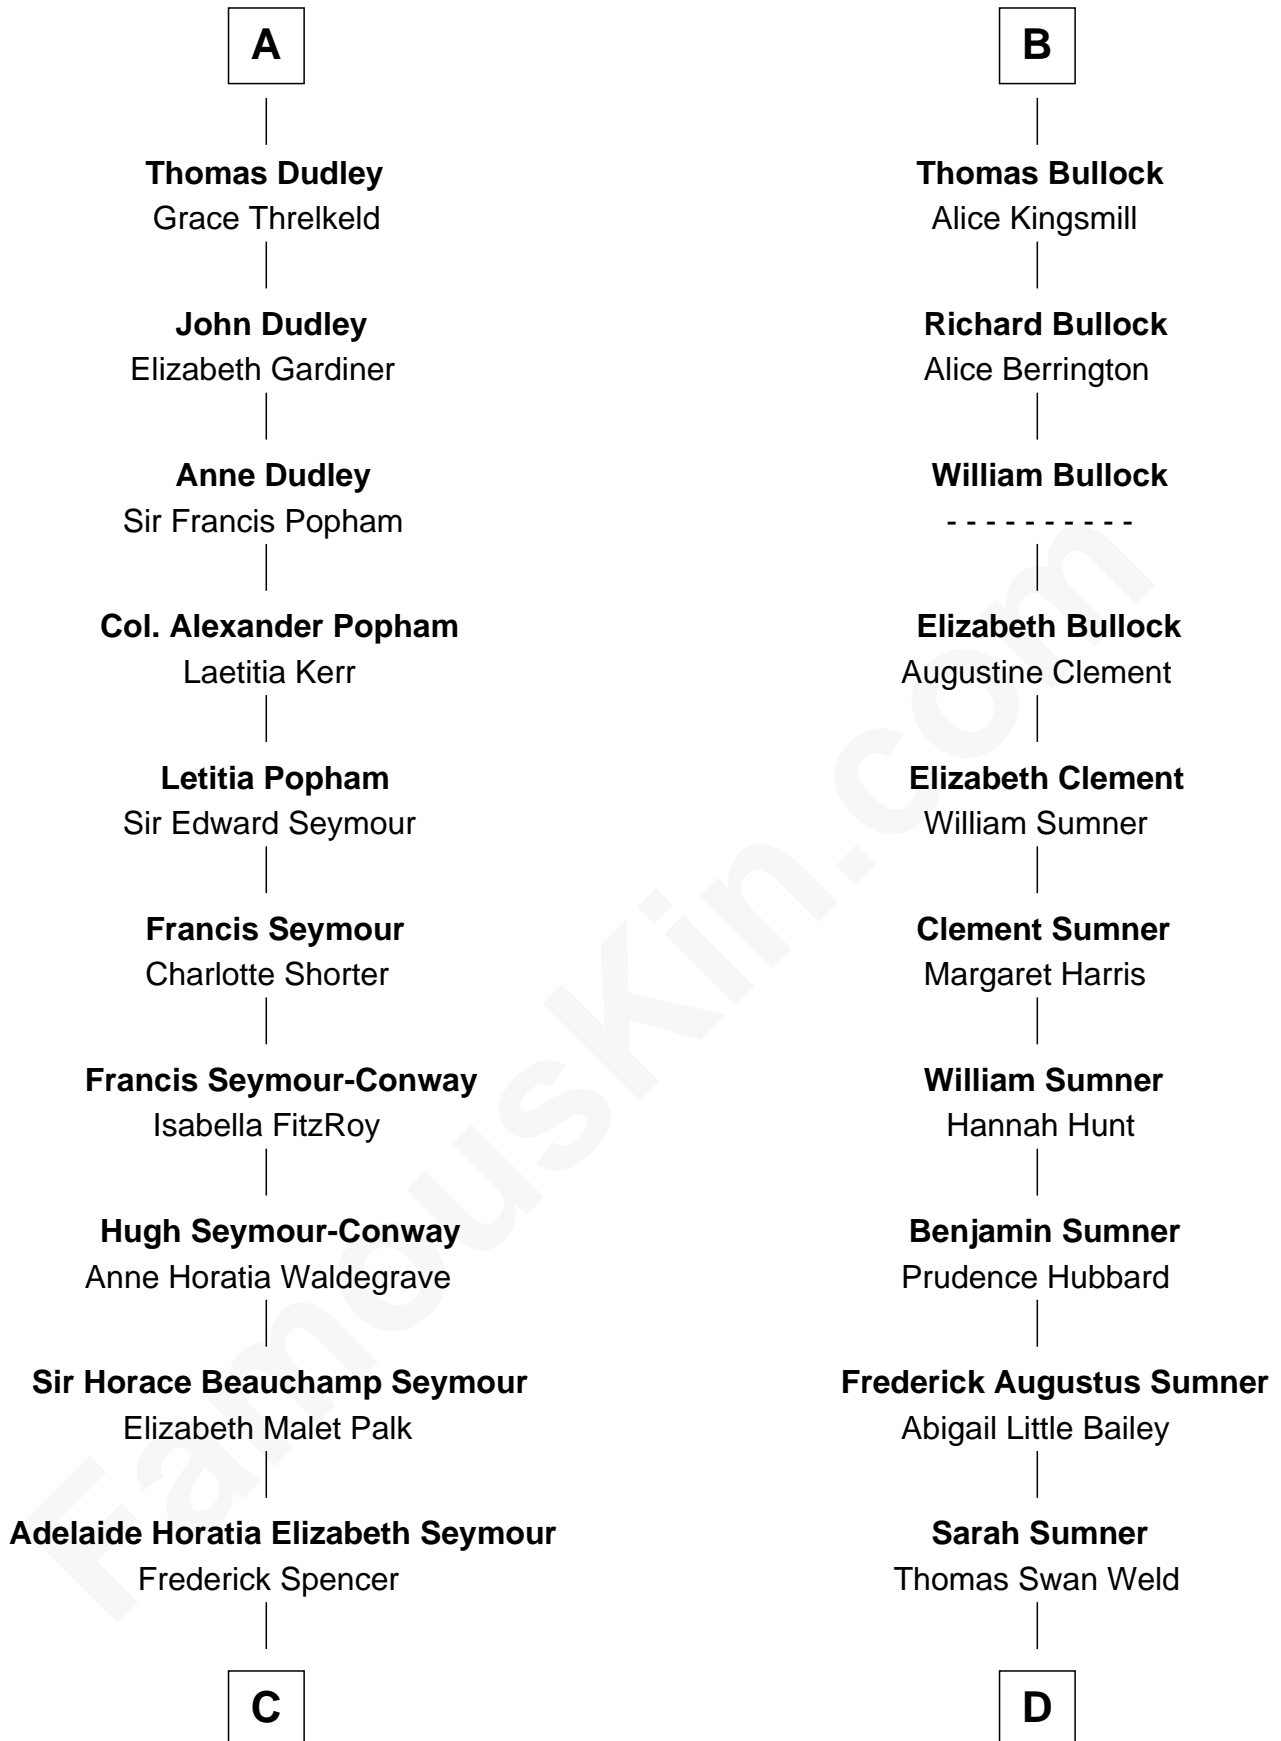 A
Thomas Dudley
Grace Threlkeld
John Dudley
Elizabeth Gardiner
Anne Dudley
Sir Francis Popham
Col. Alexander Popham
Laetitia Kerr
Letitia Popham
Sir Edward Seymour
Francis Seymour
Charlotte Shorter
Francis Seymour-Conway
Isabella FitzRoy
Hugh Seymour-Conway
Anne Horatia Waldegrave
Sir Horace Beauchamp Seymour
Elizabeth Malet Palk
Adelaide Horatia Elizabeth Seymour
Frederick Spencer
C
B
Thomas Bullock
Alice Kingsmill
Richard Bullock
Alice Berrington
William Bullock
- - - - - - - - - -
Elizabeth Bullock
Augustine Clement
Elizabeth Clement
William Sumner
Clement Sumner
Margaret Harris
William Sumner
Hannah Hunt
Benjamin Sumner
Prudence Hubbard
Frederick Augustus Sumner
Abigail Little Bailey
Sarah Sumner
Thomas Swan Weld
D
FamousKin.com